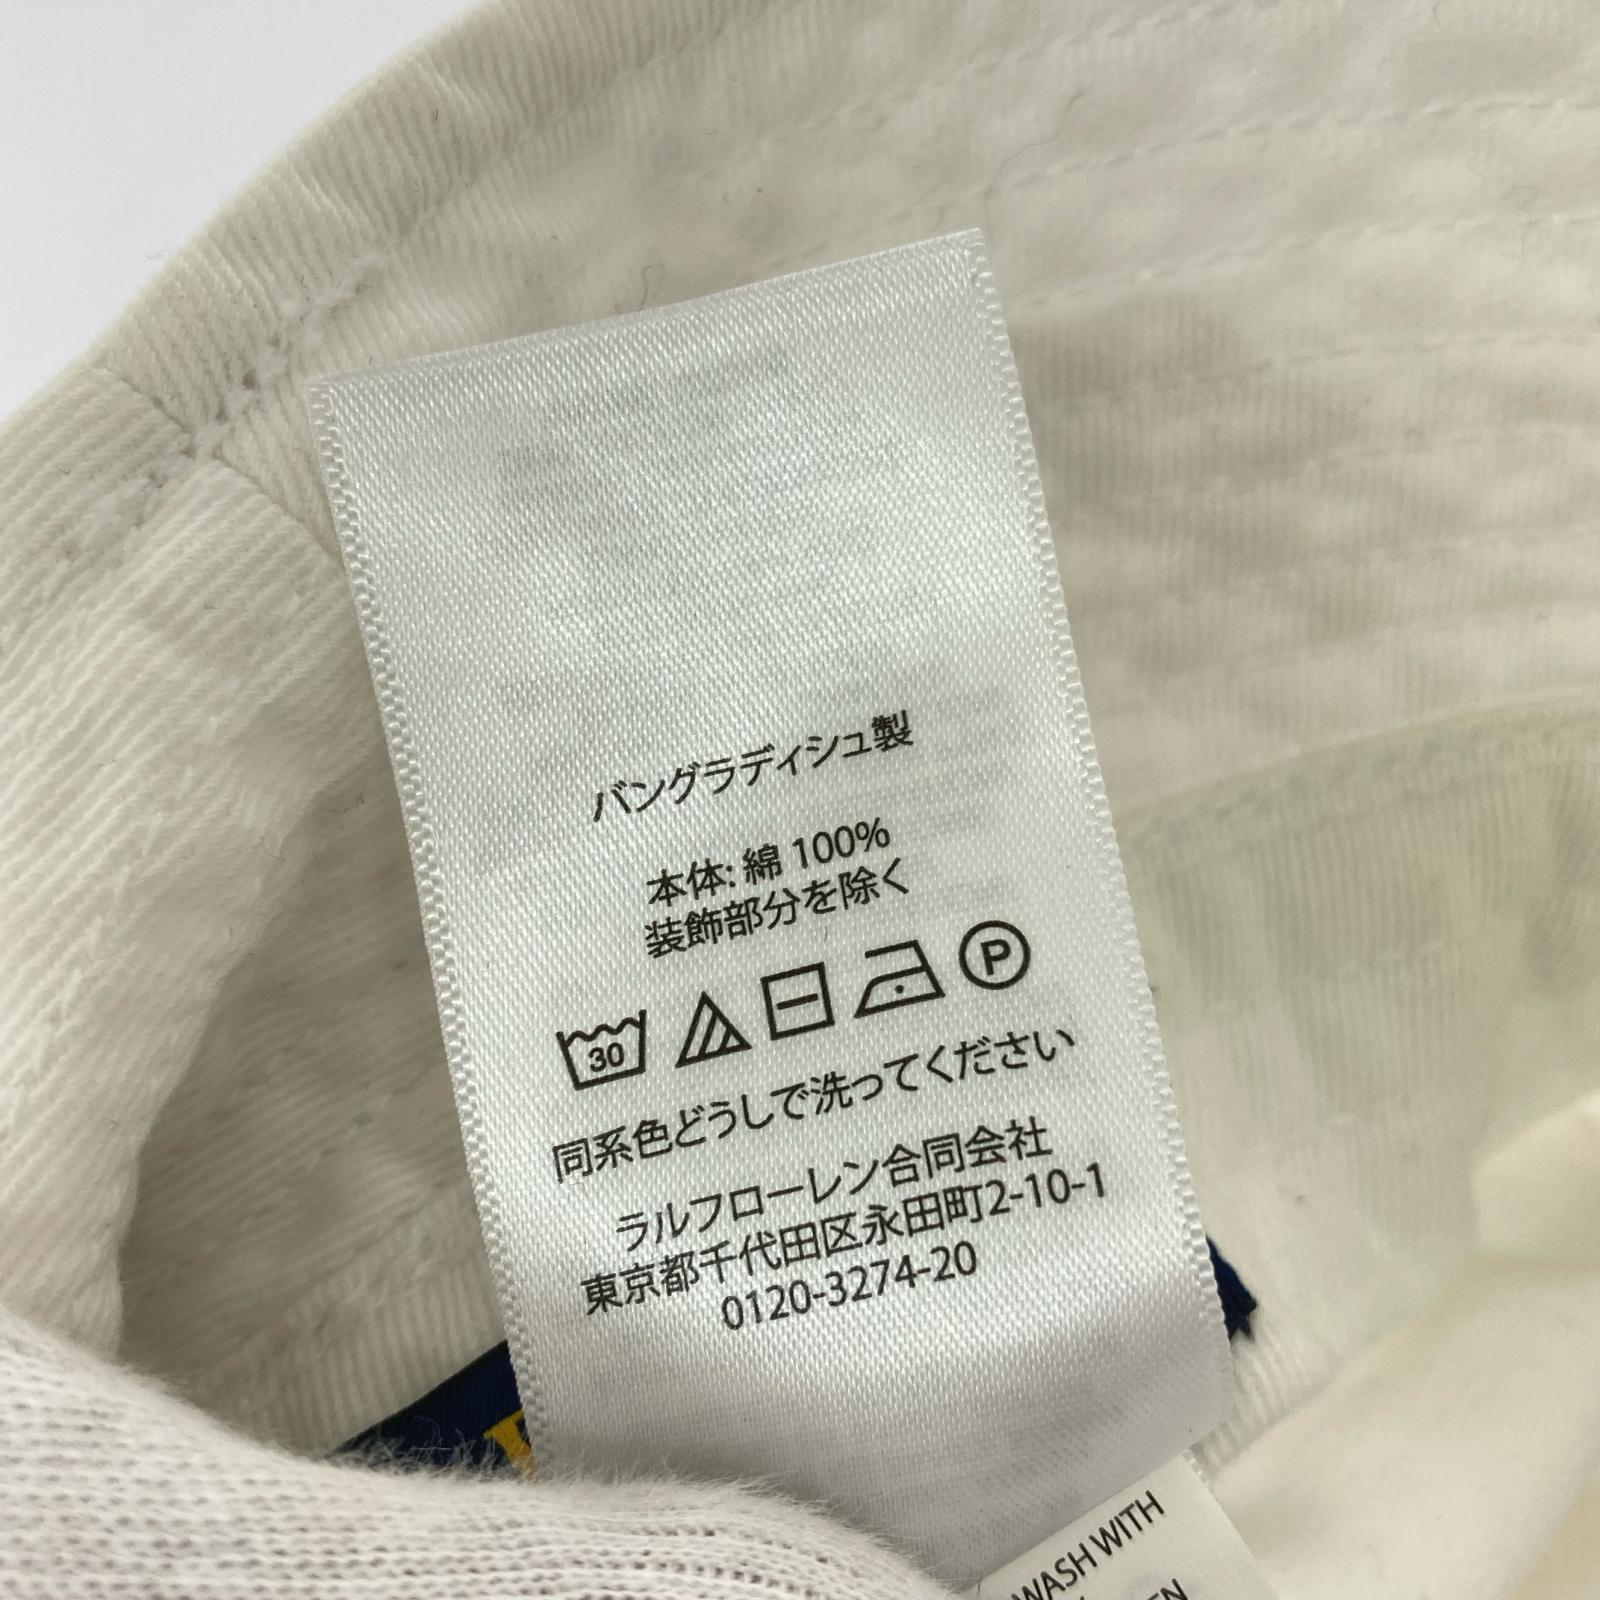 バングラディシュ製
本体: 綿 100%
装飾部分を除く
30
P
同系色どうしで洗ってください
ラルフローレン合同会社
東京都千代田区永田町2-10-1
0120-3274-20
WASH WITH